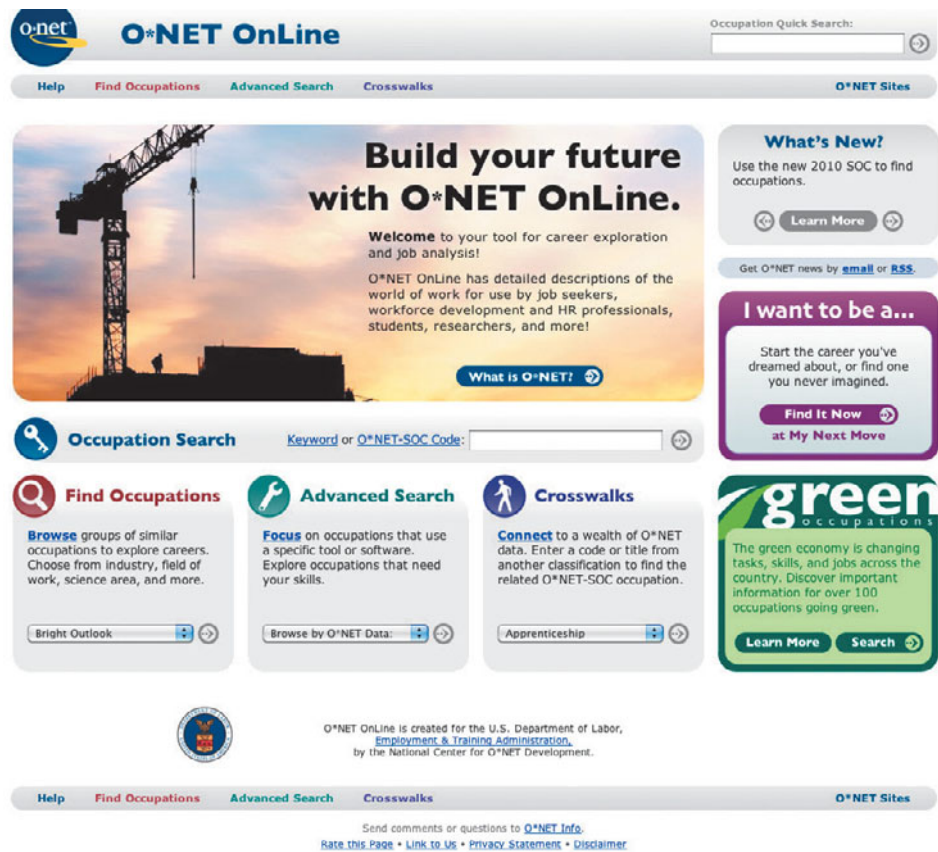 o·net
O*NET OnLine
Occupation Quick Search:
Help Find Occupations Advanced Search Crosswalks O*NET Sites
Build your future
with O*NET OnLine.
Welcome to your tool for career exploration
and job analysis!
O*NET OnLine has detailed descriptions of the
world of work for use by job seekers,
workforce development and HR professionals,
students, researchers, and more!
What is O*NET?
What's New?
Use the new 2010 SOC to find
occupations.
Learn More
Get O*NET news by email or RSS.
I want to be a...
Start the career you've
dreamed about, or find one
you never imagined.
Find It Now
at My Next Move
Occupation Search Keyword or O*NET-SOC Code:
Find Occupations
Browse groups of similar
occupations to explore careers.
Choose from industry, field of
work, science area, and more.
Bright Outlook
Advanced Search
Focus on occupations that use
a specific tool or software.
Explore occupations that need
your skills.
Browse by O*NET Data:
Crosswalks
Connect to a wealth of O*NET
data. Enter a code or title from
another classification to find the
related O*NET-SOC occupation.
Apprenticeship
green
occupations
The green economy is changing
tasks, skills, and jobs across the
country. Discover important
information for over 100
occupations going green.
Learn More Search
O*NET OnLine is created for the U.S. Department of Labor,
Employment & Training Administration,
by the National Center for O*NET Development.
Help Find Occupations Advanced Search Crosswalks O*NET Sites
Send comments or questions to O*NET Info.
Rate this Page • Link to Us • Privacy Statement • Disclaimer